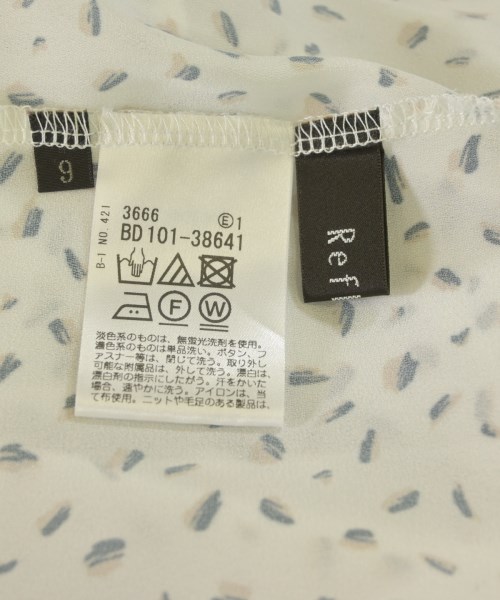 9
B-I NO.421
3666 Ⓔ1
BD 101-38641
F W
淡色系のものは、無蛍光洗剤を使用。
濃色系のものは単品洗い。ボタン、フ
ァスナー等は、閉じて洗う。取り外し
可能な附属品は、外して洗う。漂白は、
漂白剤の指示にしたがう。汗をかいた
場合、速やかに洗う。アイロンは、当
て布使用。ニットや毛足のある製品は、